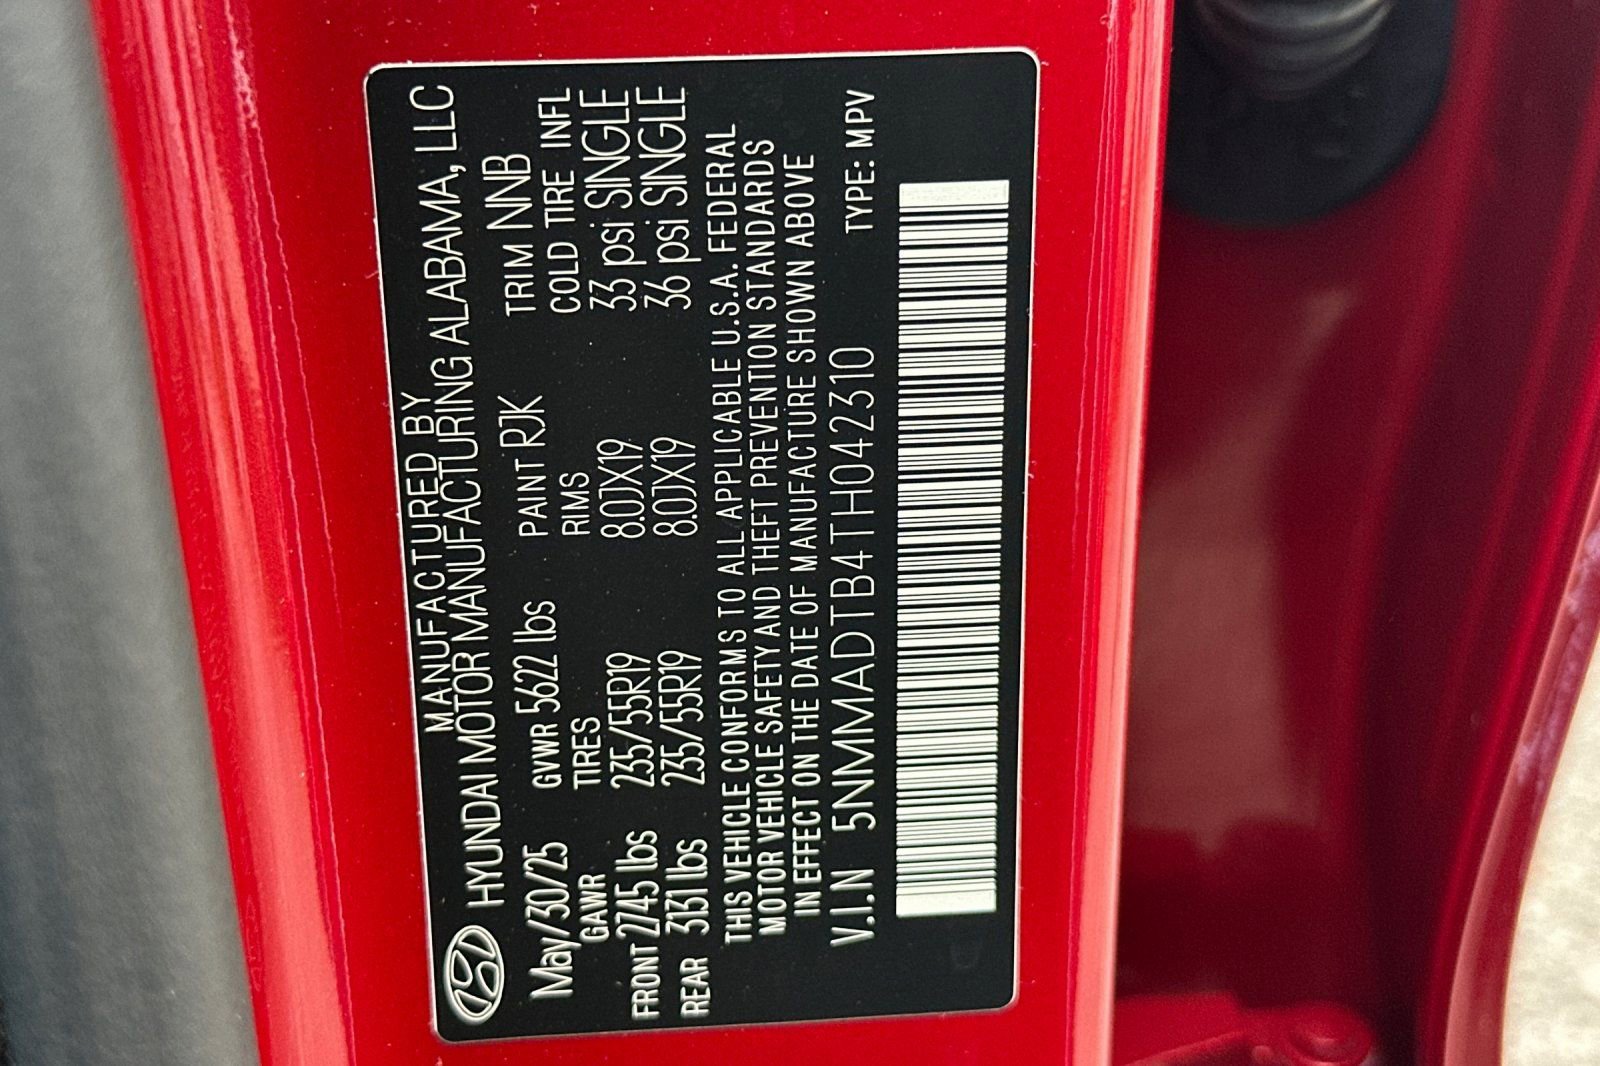 MANUFACTURED BY
HYUNDAI MOTOR MANUFACTURING ALABAMA, LLC
May/30/25 GVWR 5622 lbs PAINT RJK TRIM NNB
GAWR TIRES RIMS COLD TIRE INFL
FRONT 2745 lbs 235/55R19 8.0JX19 33 psi SINGLE
REAR 3131 lbs 235/55R19 8.0JX19 36 psi SINGLE
THIS VEHICLE CONFORMS TO ALL APPLICABLE U.S.A. FEDERAL
MOTOR VEHICLE SAFETY AND THEFT PREVENTION STANDARDS
IN EFFECT ON THE DATE OF MANUFACTURE SHOWN ABOVE
V.I.N 5NMMADTB4TH042310 TYPE: MPV